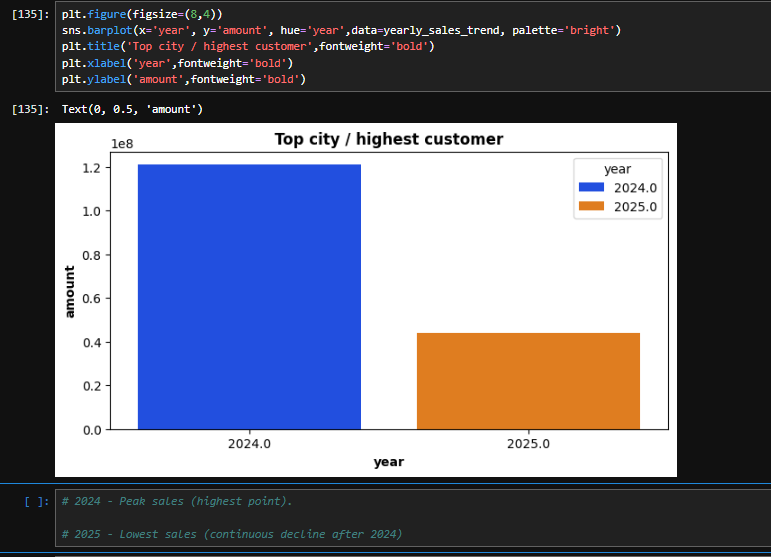 [135]: plt.figure(figsize=(8,4))
sns.barplot(x='year', y='amount', hue='year',data=yearly_sales_trend, palette='bright')
plt.title('Top city / highest customer',fontweight='bold')
plt.xlabel('year',fontweight='bold')
plt.ylabel('amount',fontweight='bold')
[135]: Text(0, 0.5, 'amount')
Top city / highest customer
1e8
year
2024.0
2025.0
1.2
1.0
0.8
0.6
0.4
0.2
0.0
amount
2024.0 2025.0
year
[ ]: # 2024 - Peak sales (highest point).
# 2025 - Lowest sales (continuous decline after 2024)